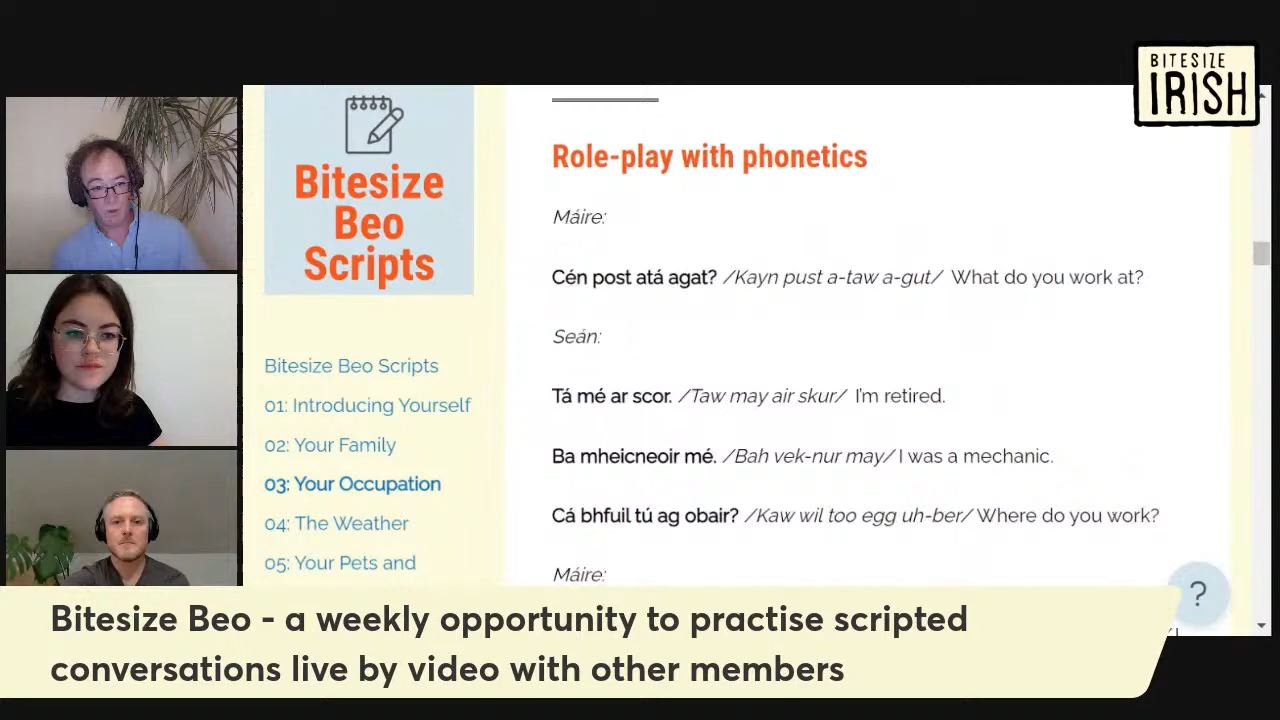 BITESIZE
IRISH
Bitesize
Beo
Scripts
Bitesize Beo Scripts
01: Introducing Yourself
02: Your Family
03: Your Occupation
04: The Weather
05: Your Pets and
Role-play with phonetics
Máire:
Cén post atá agat? /Kayn pust a-taw a-gut/ What do you work at?
Seán:
Tá mé ar scor. /Taw may air skur/ I'm retired.
Ba mheicneoir mé. /Bah vek-nur may/ I was a mechanic.
Cá bhfuil tú ag obair? /Kaw wil too egg uh-ber/ Where do you work?
Máire:
?
Bitesize Beo - a weekly opportunity to practise scripted
conversations live by video with other members